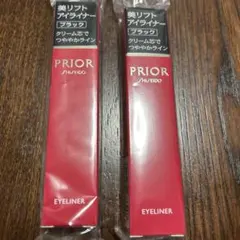 美リフト
アイライナー
ブラック
クリーム芯で
つややかライン
PRIOR
SHISEIDO
EYELINER
美リフト
アイライナー
ブラック
クリーム芯で
つややかライン
PRIOR
SHISEIDO
EYELINER